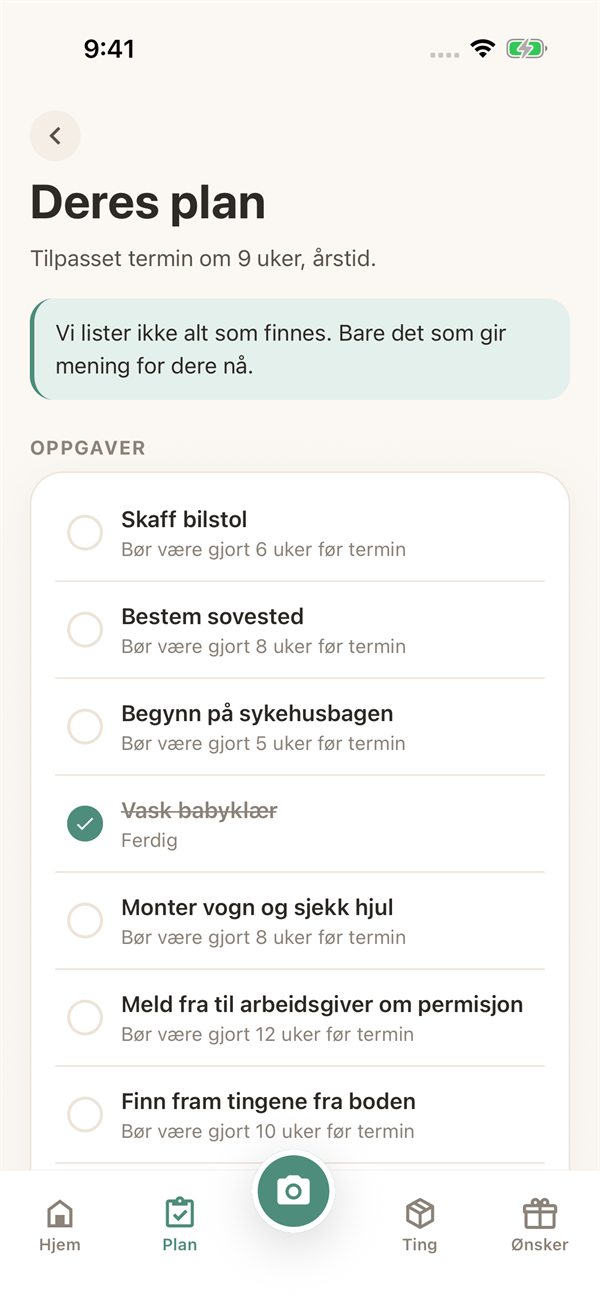 9:41
Deres plan
Tilpasset termin om 9 uker, årstid.
Vi lister ikke alt som finnes. Bare det som gir
mening for dere nå.
OPPGAVER
Skaff bilstol
Bør være gjort 6 uker før termin
Bestem sovested
Bør være gjort 8 uker før termin
Begynn på sykehusbagen
Bør være gjort 5 uker før termin
Vask babyklær
Ferdig
Monter vogn og sjekk hjul
Bør være gjort 8 uker før termin
Meld fra til arbeidsgiver om permisjon
Bør være gjort 12 uker før termin
Finn fram tingene fra boden
Bør være gjort 10 uker før termin
Hjem
Plan
Ting
Ønsker